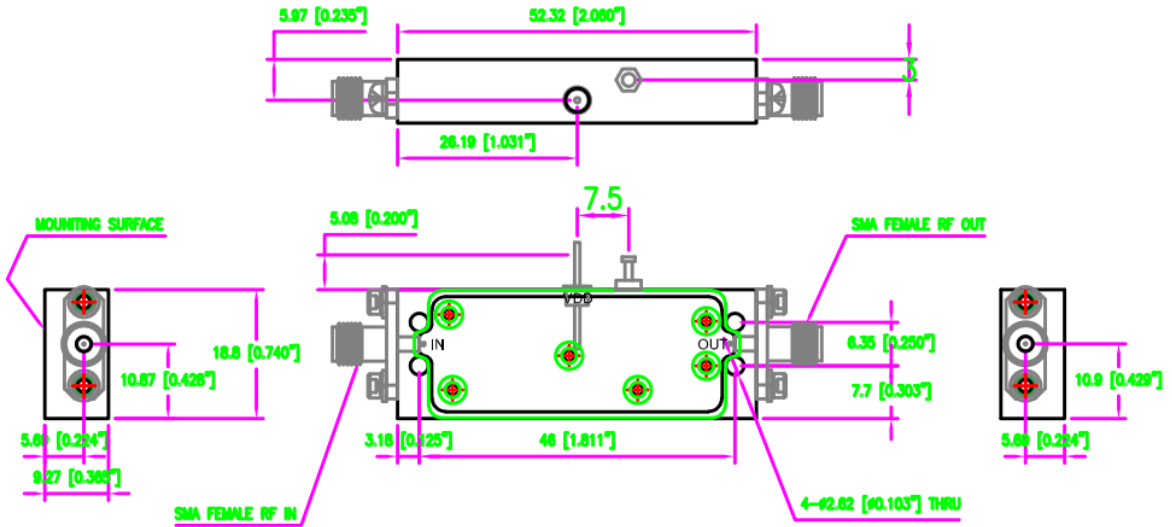 5.97 [0.235"]
52.32 [2.060"]
3
26.19 [1.031"]
7.5
5.08 [0.200"]
MOUNITING SURFACE
SMA FEMALE RF OUT
VDD
IN
OUT
18.8 [0.740"]
10.87 [0.428"]
6.35 [0.250"]
7.7 [0.303"]
10.9 [0.429"]
5.69 [0.224"]
3.18 [0.125"]
46 [1.811"]
5.69 [0.224"]
9.27 [0.365"]
SMA FEMALE RF IN
4-ø2.62 [ø0.103"] THRU